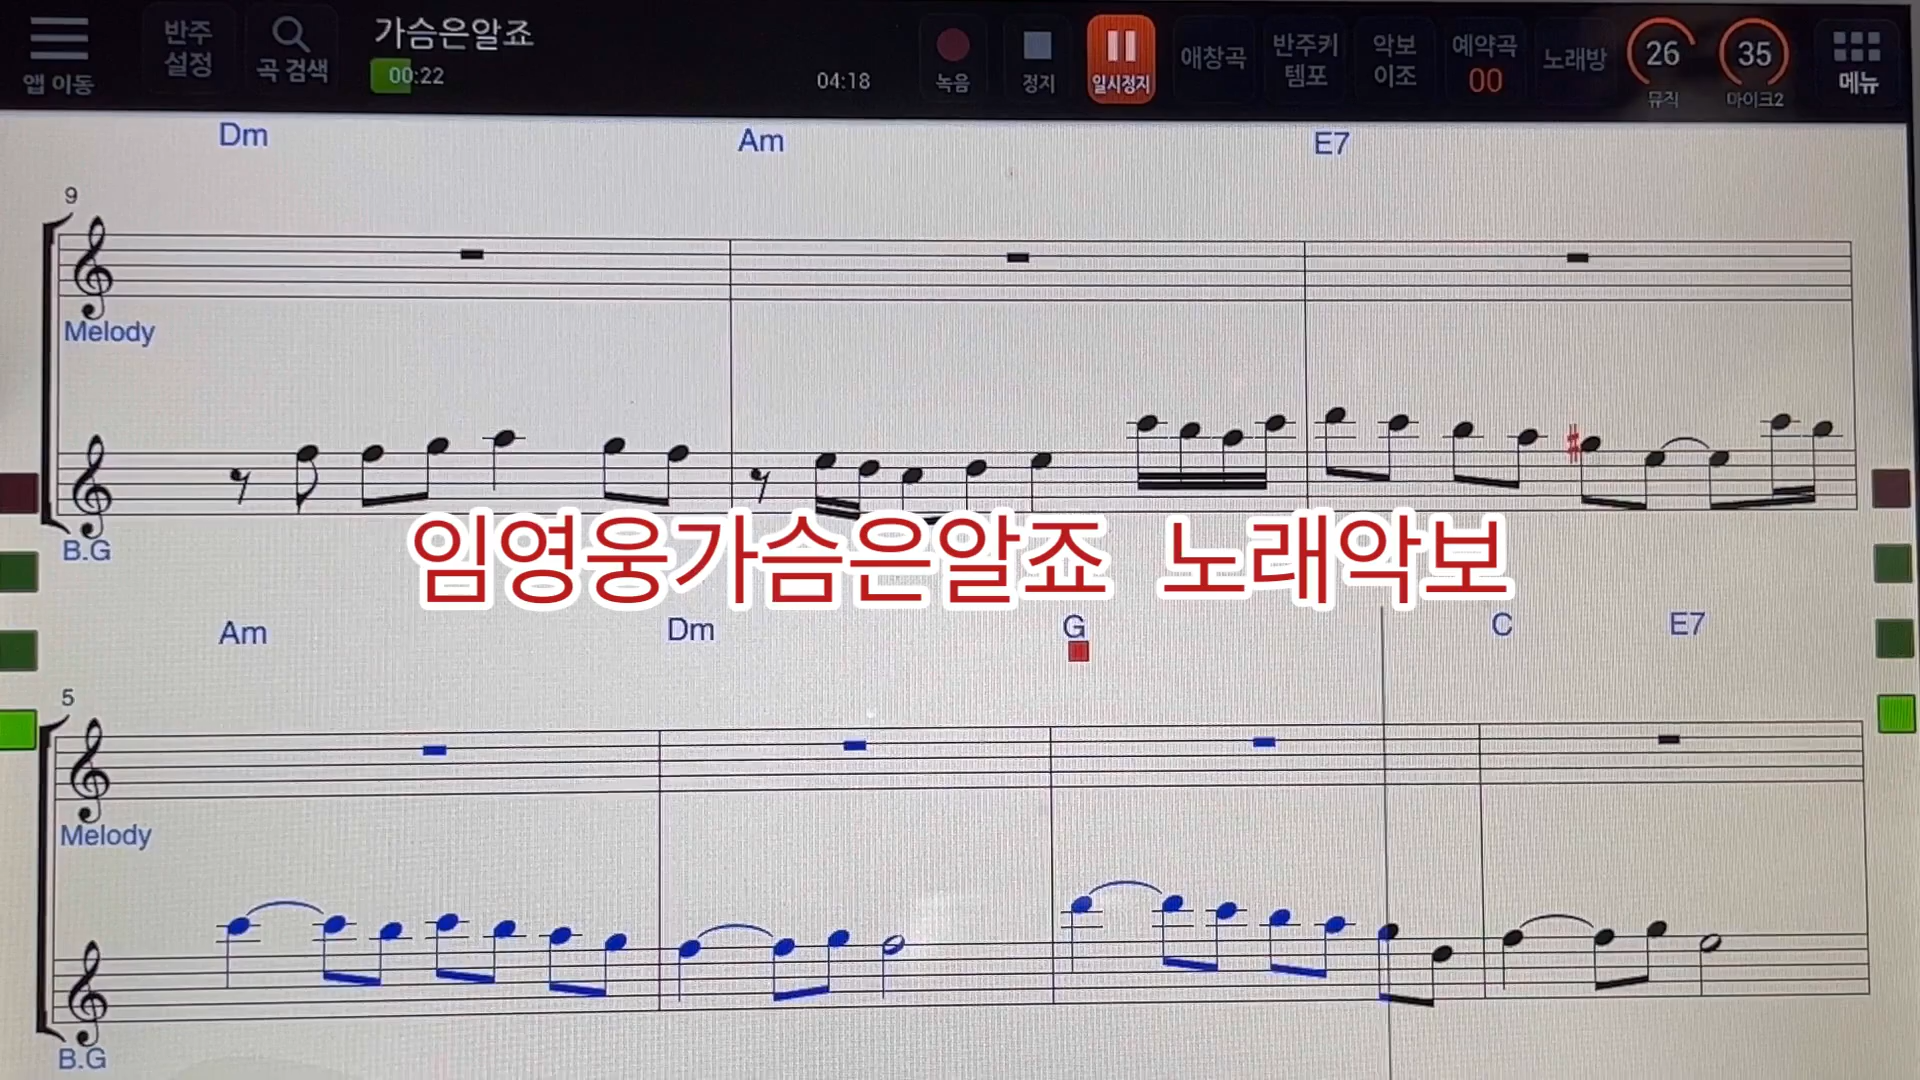 앱 이동
반주
설정
곡 검색
가슴은알죠
00:22
04:18
녹음
정지
일시정지
애창곡
반주키
템포
악보
이조
예약곡
00
노래방
26
뮤직
35
마이크2
메뉴
Dm Am E7
9
Melody
B.G
임영웅가슴은알죠 노래악보
Am Dm G C E7
5
Melody
B.G